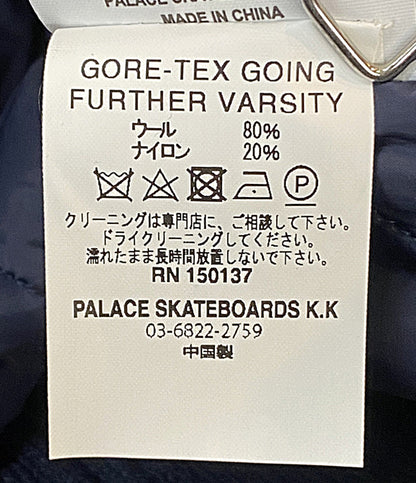 PALACE SKA
MADE IN CHINA
GORE-TEX GOING
FURTHER VARSITY
ウール 80%
ナイロン 20%
P
クリーニングは専門店に、ご相談して下さい。
ドライクリーニングしてください。
濡れたまま長時間放置しないで下さい。
RN 150137
PALACE SKATEBOARDS K.K
03-6822-2759
中国製